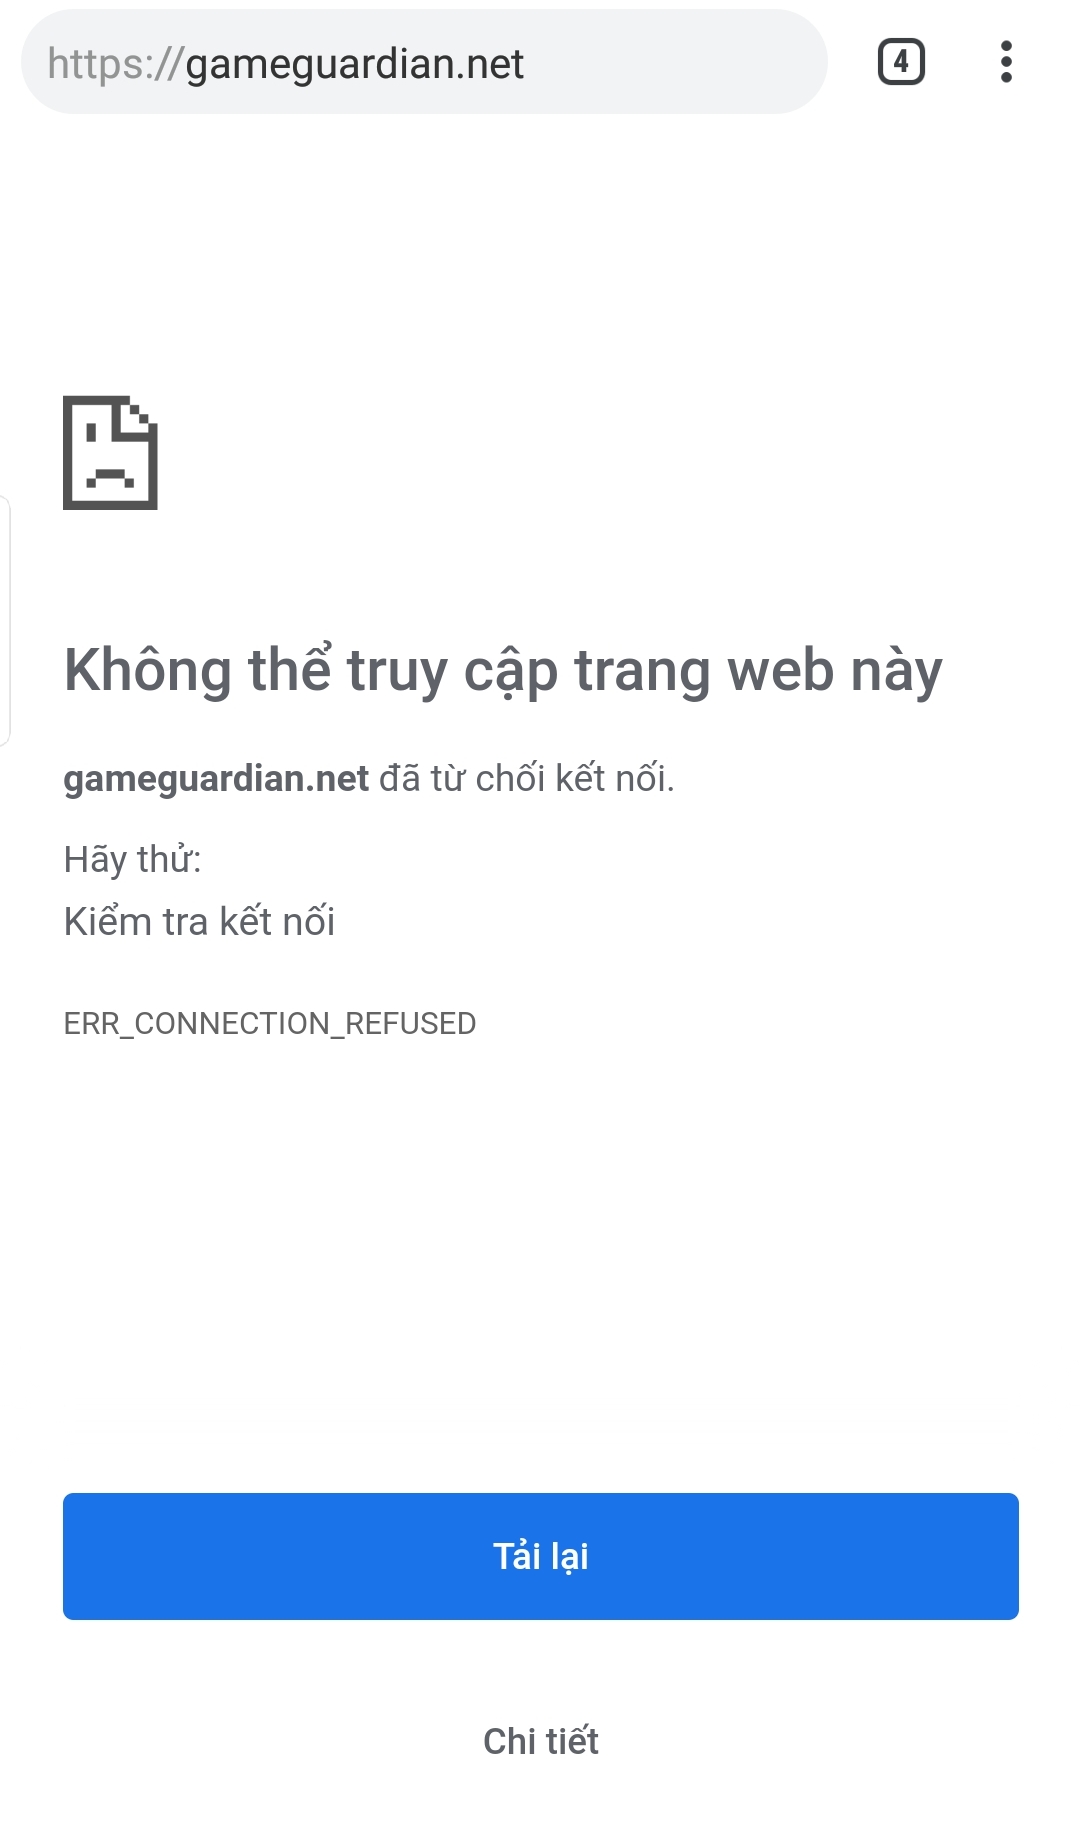 https://gameguardian.net
4
Không thể truy cập trang web này
gameguardian.net đã từ chối kết nối.
Hãy thử:
Kiểm tra kết nối
ERR_CONNECTION_REFUSED
Tải lại
Chi tiết